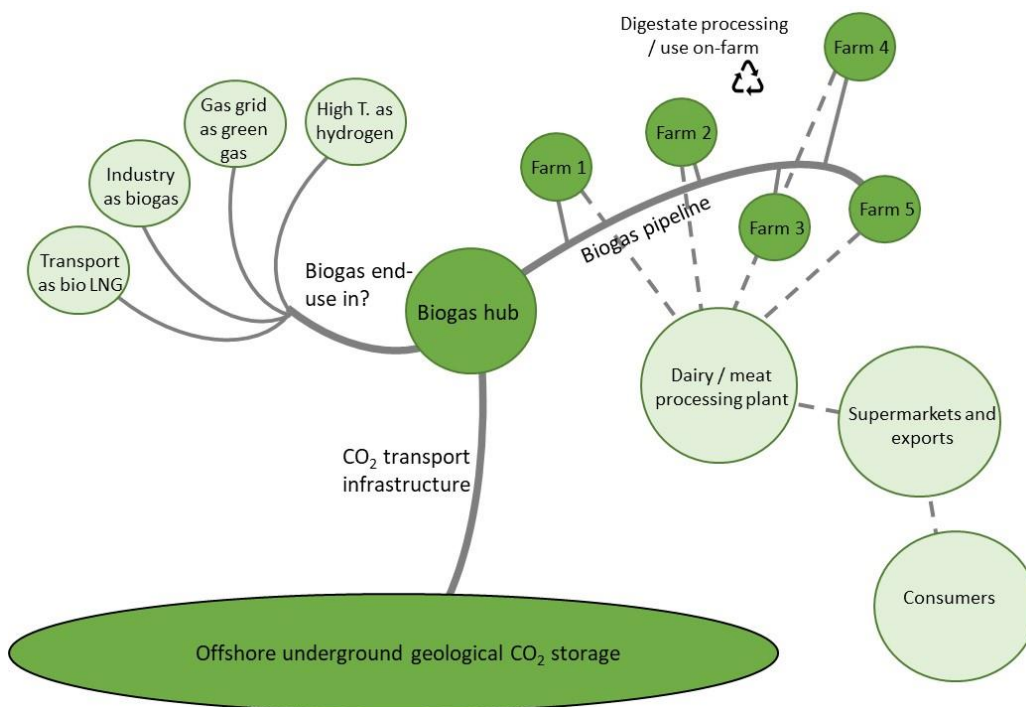 Digestate processing
/ use on-farm
Farm 4
Gas grid
as green
gas
High T. as
hydrogen
Farm 2
Farm 1
Industry
as biogas
Farm 5
Farm 3
Biogas pipeline
Transport
as bio LNG
Biogas end-
use in?
Biogas hub
Dairy / meat
processing plant
Supermarkets and
exports
CO₂ transport
infrastructure
Consumers
Offshore underground geological CO₂ storage